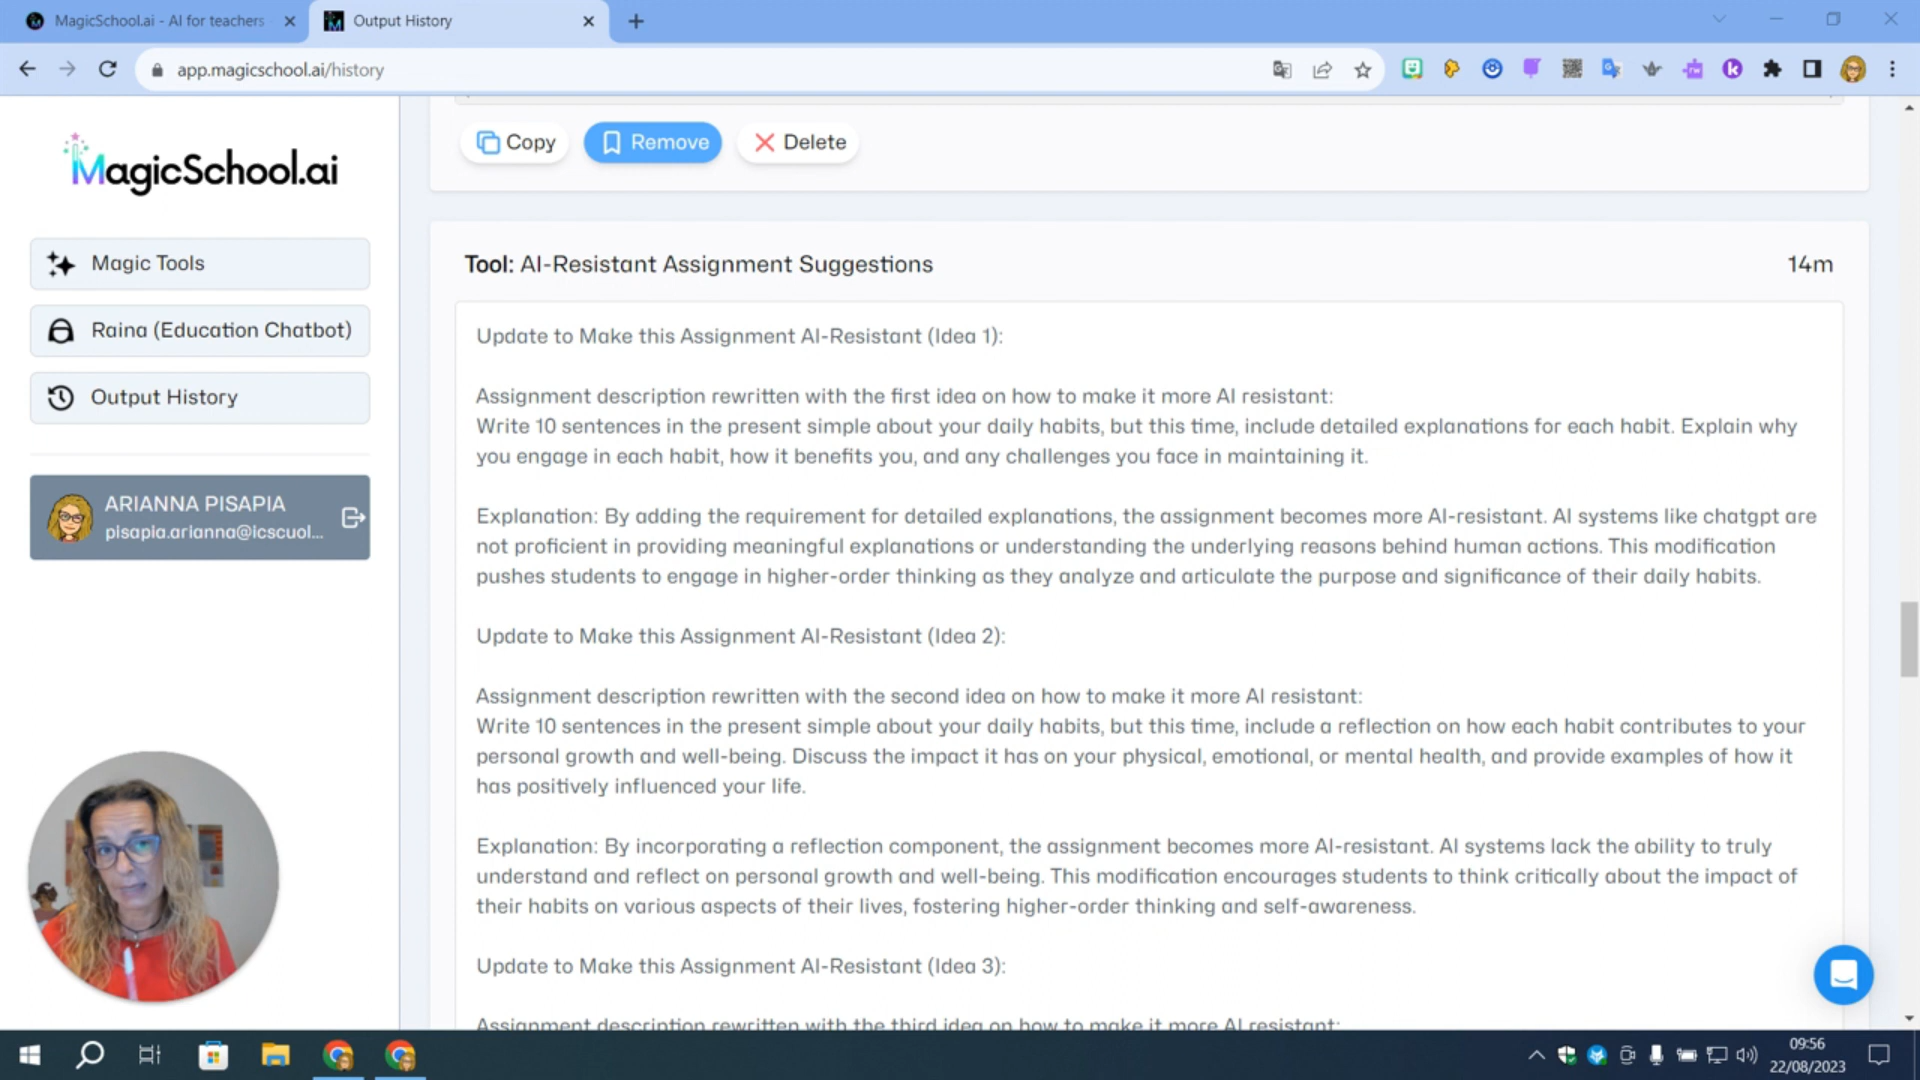 MagicSchool.ai - AI for teachers
Output History
app.magicschool.ai/history
MagicSchool.ai
Magic Tools
Raina (Education Chatbot)
Output History
ARIANNA PISAPIA
pisapia.arianna@icscuol...
Copy
Remove
Delete
Tool: AI-Resistant Assignment Suggestions
14m
Update to Make this Assignment AI-Resistant (Idea 1):
Assignment description rewritten with the first idea on how to make it more AI resistant:
Write 10 sentences in the present simple about your daily habits, but this time, include detailed explanations for each habit. Explain why
you engage in each habit, how it benefits you, and any challenges you face in maintaining it.
Explanation: By adding the requirement for detailed explanations, the assignment becomes more AI-resistant. AI systems like chatgpt are
not proficient in providing meaningful explanations or understanding the underlying reasons behind human actions. This modification
pushes students to engage in higher-order thinking as they analyze and articulate the purpose and significance of their daily habits.
Update to Make this Assignment AI-Resistant (Idea 2):
Assignment description rewritten with the second idea on how to make it more AI resistant:
Write 10 sentences in the present simple about your daily habits, but this time, include a reflection on how each habit contributes to your
personal growth and well-being. Discuss the impact it has on your physical, emotional, or mental health, and provide examples of how it
has positively influenced your life.
Explanation: By incorporating a reflection component, the assignment becomes more AI-resistant. AI systems lack the ability to truly
understand and reflect on personal growth and well-being. This modification encourages students to think critically about the impact of
their habits on various aspects of their lives, fostering higher-order thinking and self-awareness.
Update to Make this Assignment AI-Resistant (Idea 3):
Assignment description rewritten with the third idea on how to make it more AI resistant:
09:56
22/08/2023